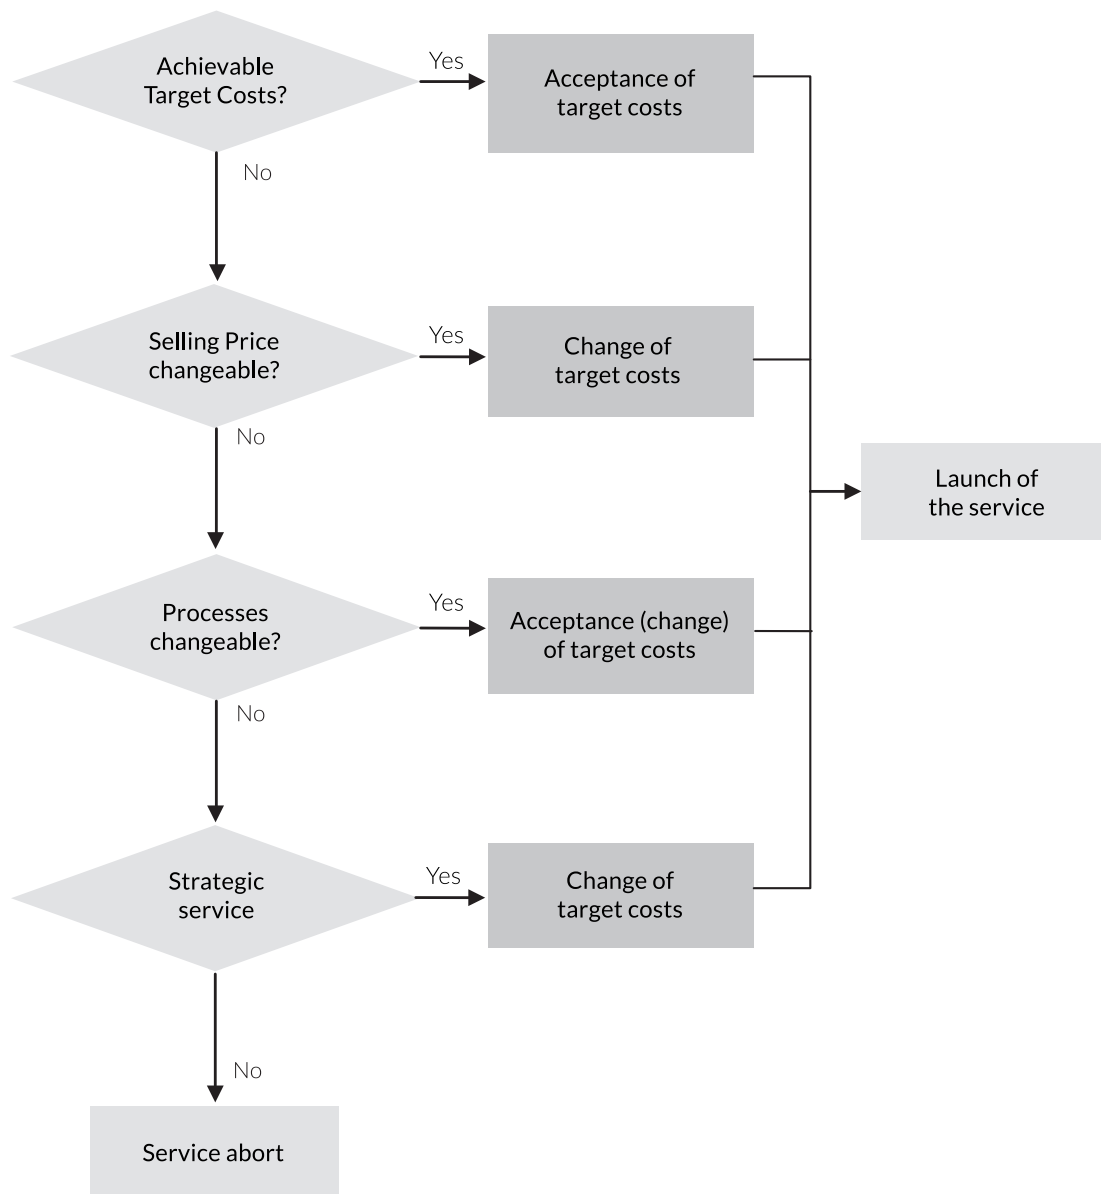 Achievable
Target Costs?
Yes
Acceptance of
target costs
No
Selling Price
changeable?
Yes
Change of
target costs
No
Launch of
the service
Processes
changeable?
Yes
Acceptance (change)
of target costs
No
Strategic
service
Yes
Change of
target costs
No
Service abort